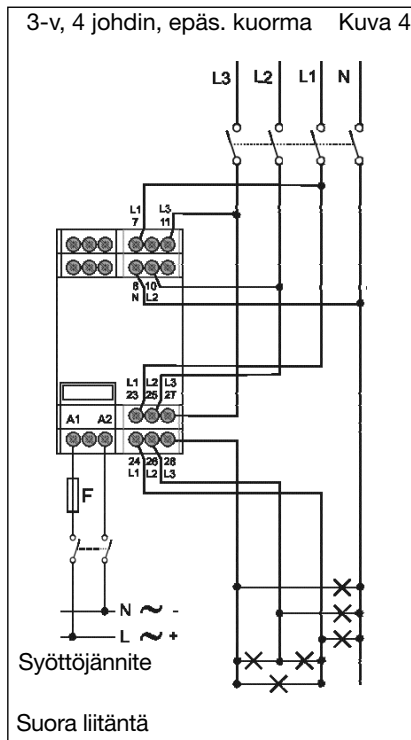 3-v, 4 johdin, epäs. kuorma Kuva 4
L3 L2 L1 N
L1 L3
7 11
8 10
N L2
L1 L2 L3
23 25 27
A1 A2
24 26 28
L1 L2 L3
F
N ~ -
L ~ +
Syöttöjännite
Suora liitäntä